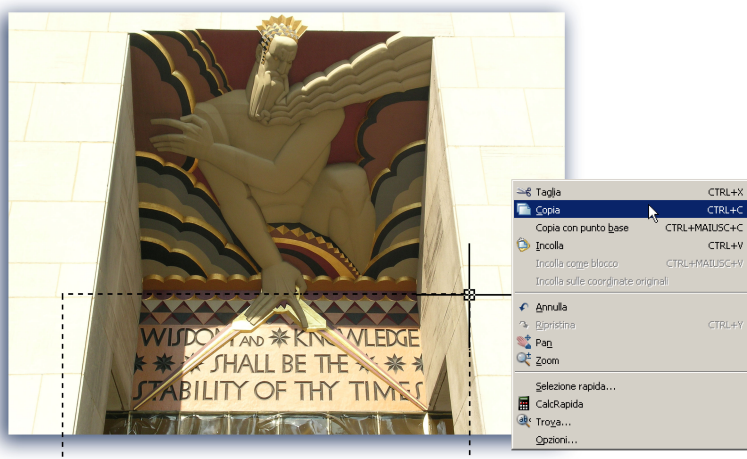 WISDOM AND ✶ KNOWLEDGE
✶ ✶ SHALL BE THE ✶ ✶
STABILITY OF THY TIMES
Taglia CTRL+X
Copia CTRL+C
Copia con punto base CTRL+MAIUSC+C
Incolla CTRL+V
Incolla come blocco CTRL+MAIUSC+V
Incolla sulle coordinate originali
Annulla
Ripristina CTRL+Y
Pan
Zoom
Selezione rapida...
CalcRapida
Trova...
Opzioni...